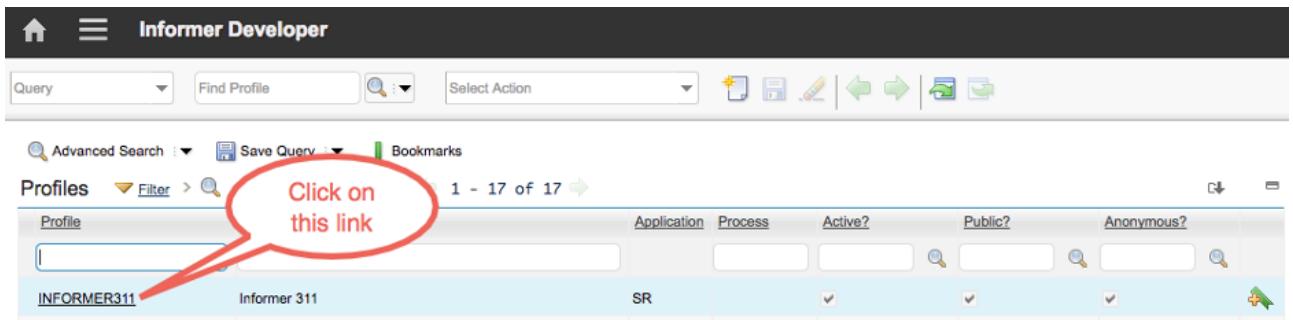 Informer Developer
Query Find Profile Select Action
Advanced Search Save Query Bookmarks
Profiles Filter 1 - 17 of 17
Click on
this link
Profile Application Process Active? Public? Anonymous?
INFORMER311 Informer 311 SR